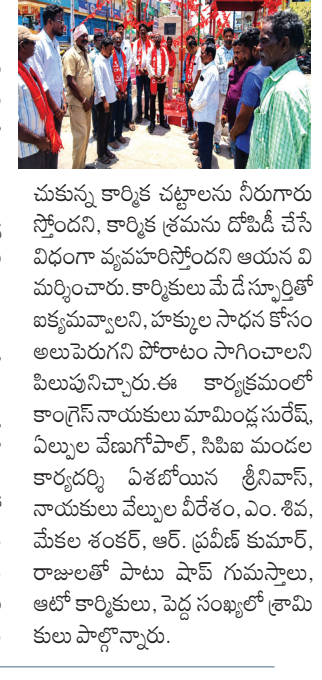 చుకున్న కార్మిక చట్టాలను నీరుగారు
స్తోందని, కార్మిక శ్రమను దోపిడీ చేసే
విధంగా వ్యవహరిస్తోందని ఆయన వి
మర్శించారు. కార్మికులు మే డే స్ఫూర్తితో
ఐక్యమవ్వాలని, హక్కుల సాధన కోసం
అలుపెరుగని పోరాటం సాగించాలని
పిలుపునిచ్చారు.ఈ కార్యక్రమంలో
కాంగ్రెస్ నాయకులు మామిండ్ల సురేష్,
ఏల్పుల వేణుగోపాల్, సిపిఐ మండల
కార్యదర్శి ఏశబోయిన శ్రీనివాస్,
నాయకులు వేల్పుల వీరేశం, ఎం. శివ,
మేకల శంకర్, ఆర్. ప్రవీణ్ కుమార్,
రాజులతో పాటు షాప్ గుమస్తాలు,
ఆటో కార్మికులు, పెద్ద సంఖ్యలో శ్రామి
కులు పాల్గొన్నారు.